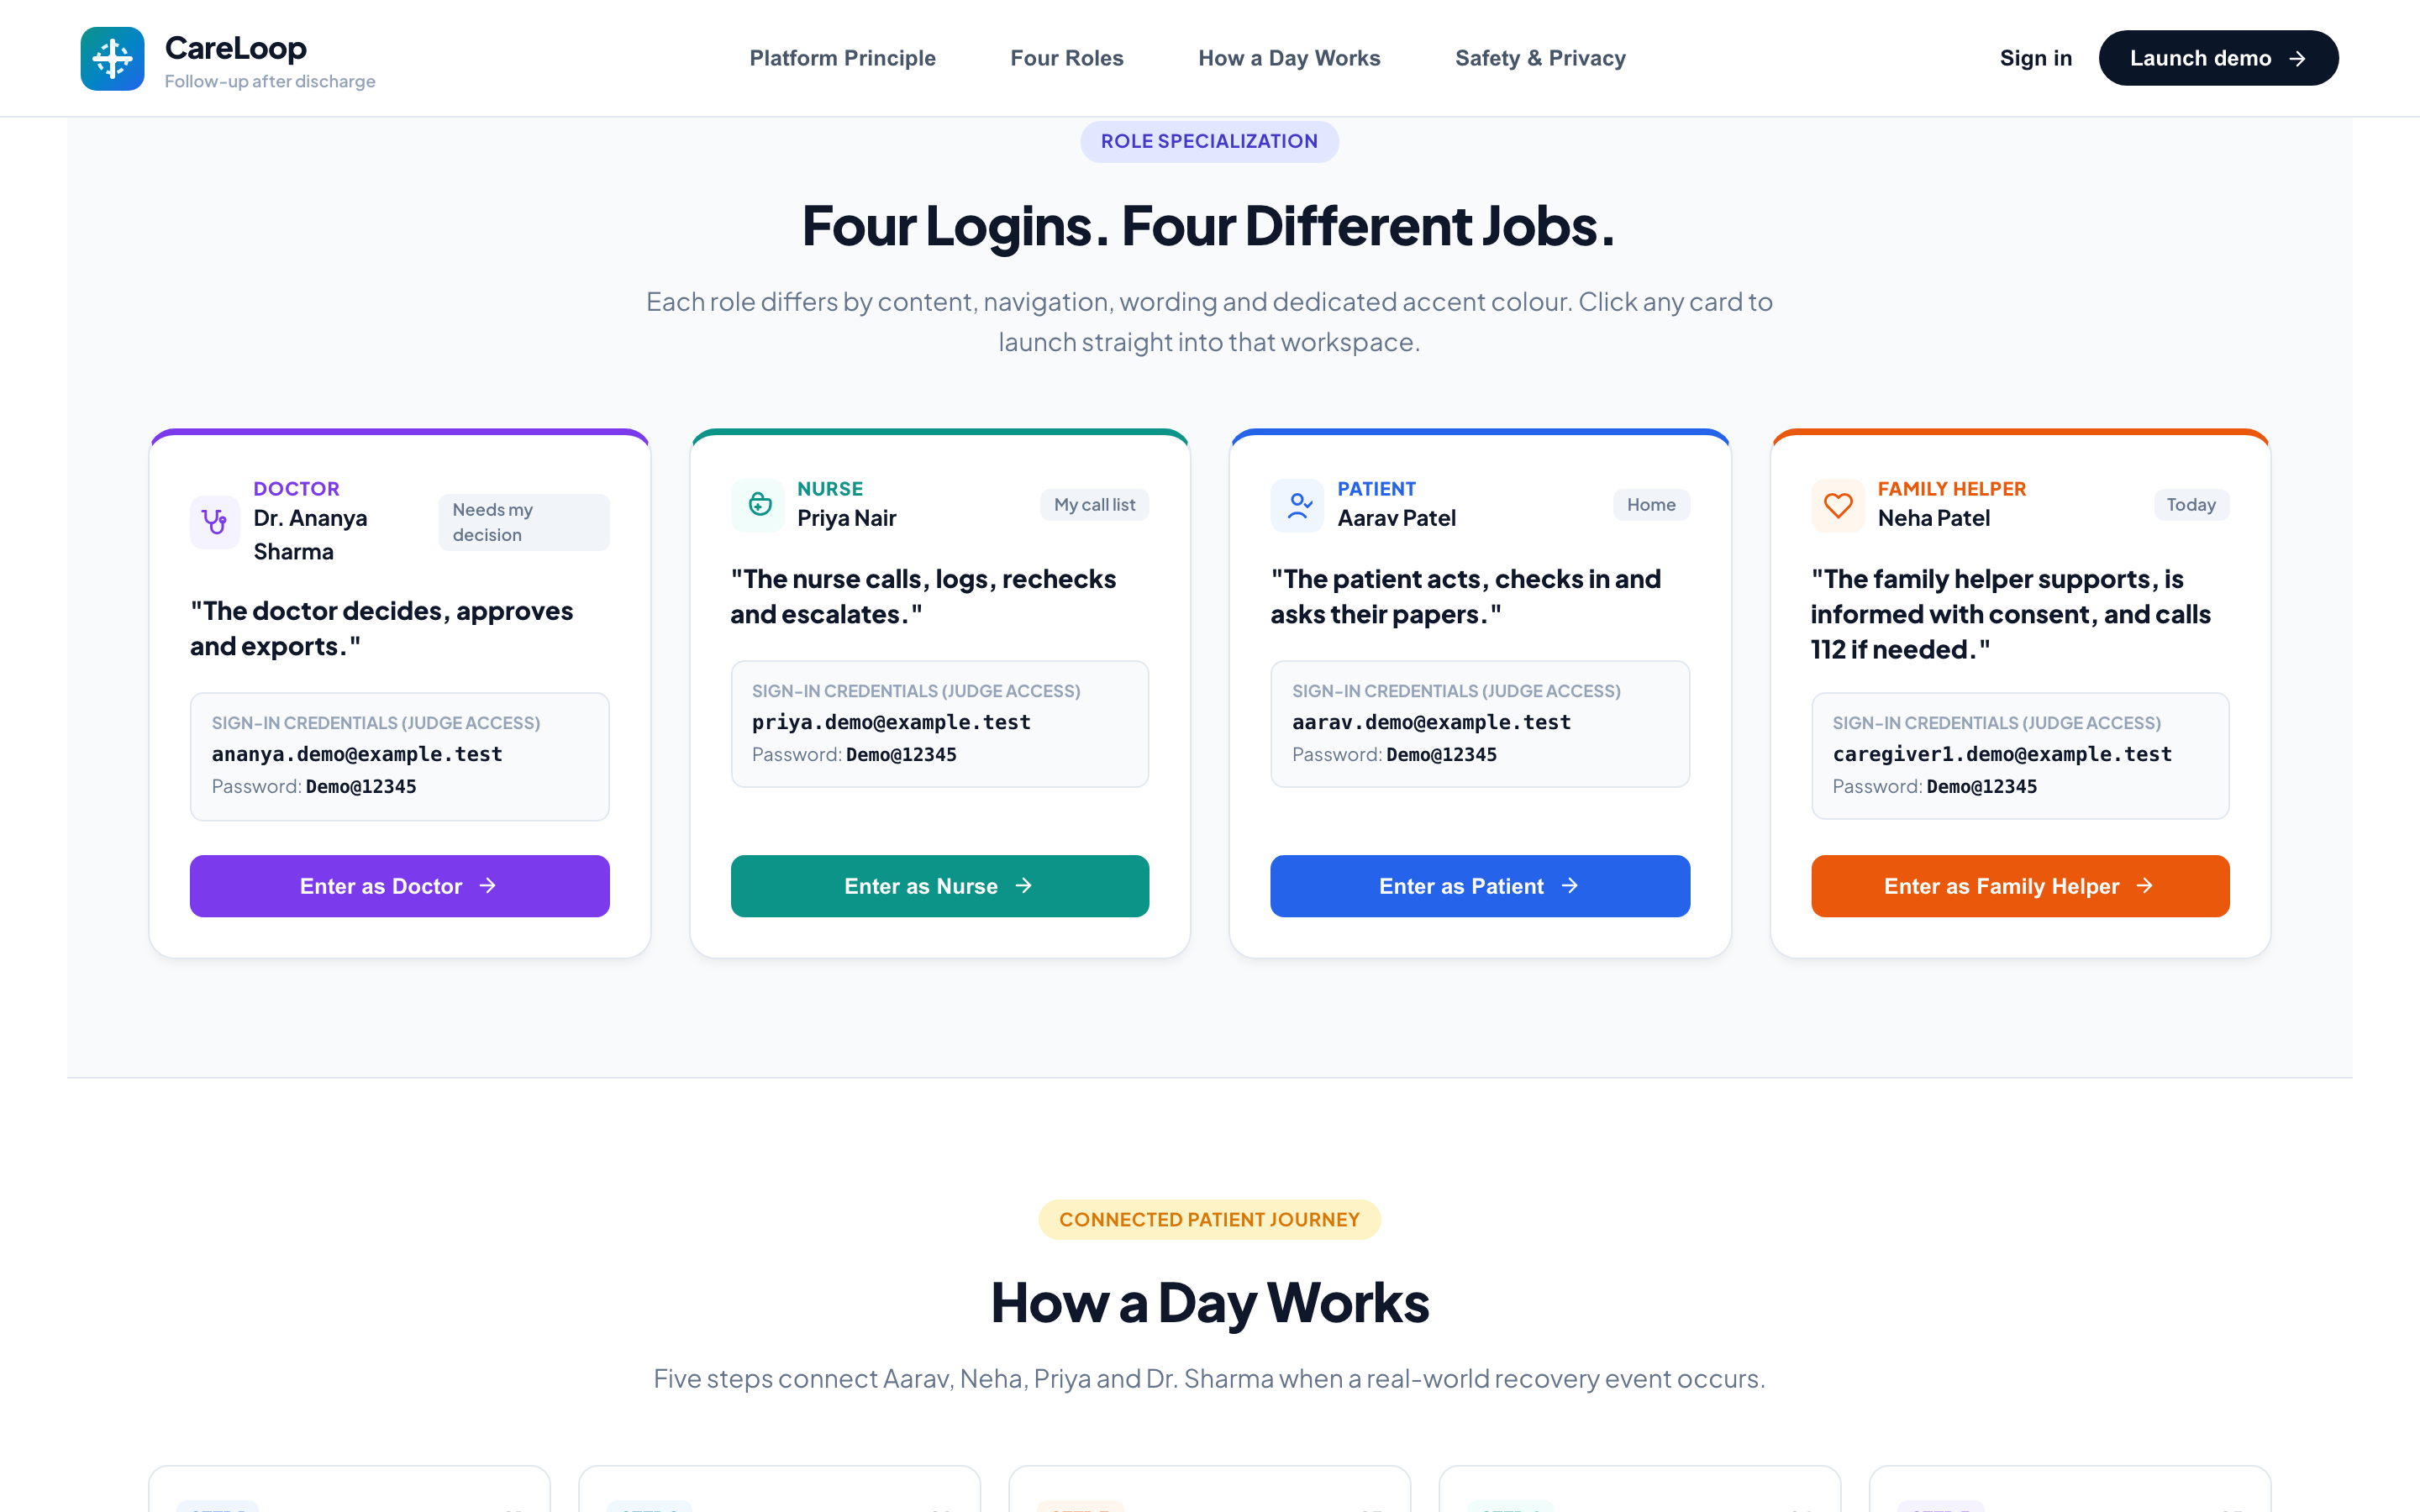 CareLoop
Follow-up after discharge
Platform Principle
Four Roles
How a Day Works
Safety & Privacy
Sign in
Launch demo →
ROLE SPECIALIZATION
Four Logins. Four Different Jobs.
Each role differs by content, navigation, wording and dedicated accent colour. Click any card to
launch straight into that workspace.
DOCTOR
Dr. Ananya
Sharma
Needs my
decision
"The doctor decides, approves
and exports."
SIGN-IN CREDENTIALS (JUDGE ACCESS)
ananya.demo@example.test
Password: Demo@12345
Enter as Doctor →
NURSE
Priya Nair
My call list
"The nurse calls, logs, rechecks
and escalates."
SIGN-IN CREDENTIALS (JUDGE ACCESS)
priya.demo@example.test
Password: Demo@12345
Enter as Nurse →
PATIENT
Aarav Patel
Home
"The patient acts, checks in and
asks their papers."
SIGN-IN CREDENTIALS (JUDGE ACCESS)
aarav.demo@example.test
Password: Demo@12345
Enter as Patient →
FAMILY HELPER
Neha Patel
Today
"The family helper supports, is
informed with consent, and calls
112 if needed."
SIGN-IN CREDENTIALS (JUDGE ACCESS)
caregiver1.demo@example.test
Password: Demo@12345
Enter as Family Helper →
CONNECTED PATIENT JOURNEY
How a Day Works
Five steps connect Aarav, Neha, Priya and Dr. Sharma when a real-world recovery event occurs.